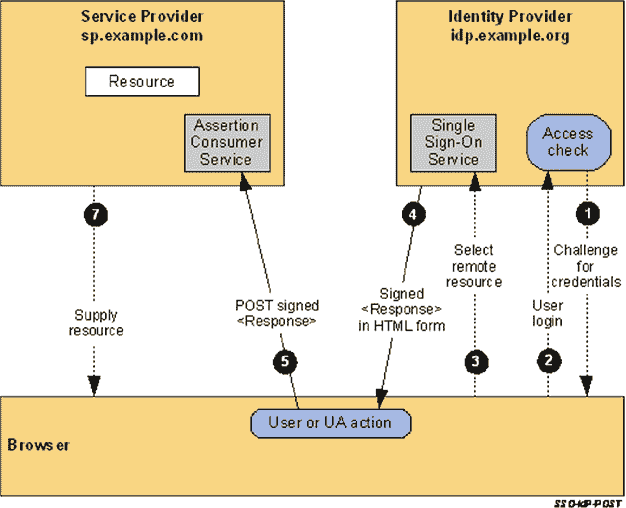 Service Provider
sp.example.com
Identity Provider
idp.example.org
Resource
Assertion
Consumer
Service
Single
Sign-On
Service
Access
check
7
4
1
Supply
resource
POST signed
<Response>
Signed
<Response>
in HTML form
Select
remote
resource
Challenge
for
credentials
User
login
5
3
2
User or UA action
Browser
SSO-IdP-POST